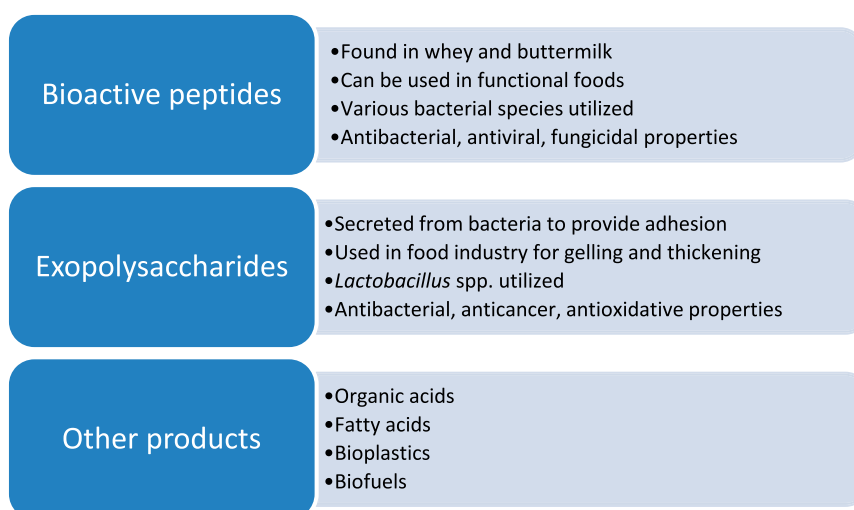 Bioactive peptides
•Found in whey and buttermilk
•Can be used in functional foods
•Various bacterial species utilized
•Antibacterial, antiviral, fungicidal properties
Exopolysaccharides
•Secreted from bacteria to provide adhesion
•Used in food industry for gelling and thickening
•Lactobacillus spp. utilized
•Antibacterial, anticancer, antioxidative properties
Other products
•Organic acids
•Fatty acids
•Bioplastics
•Biofuels